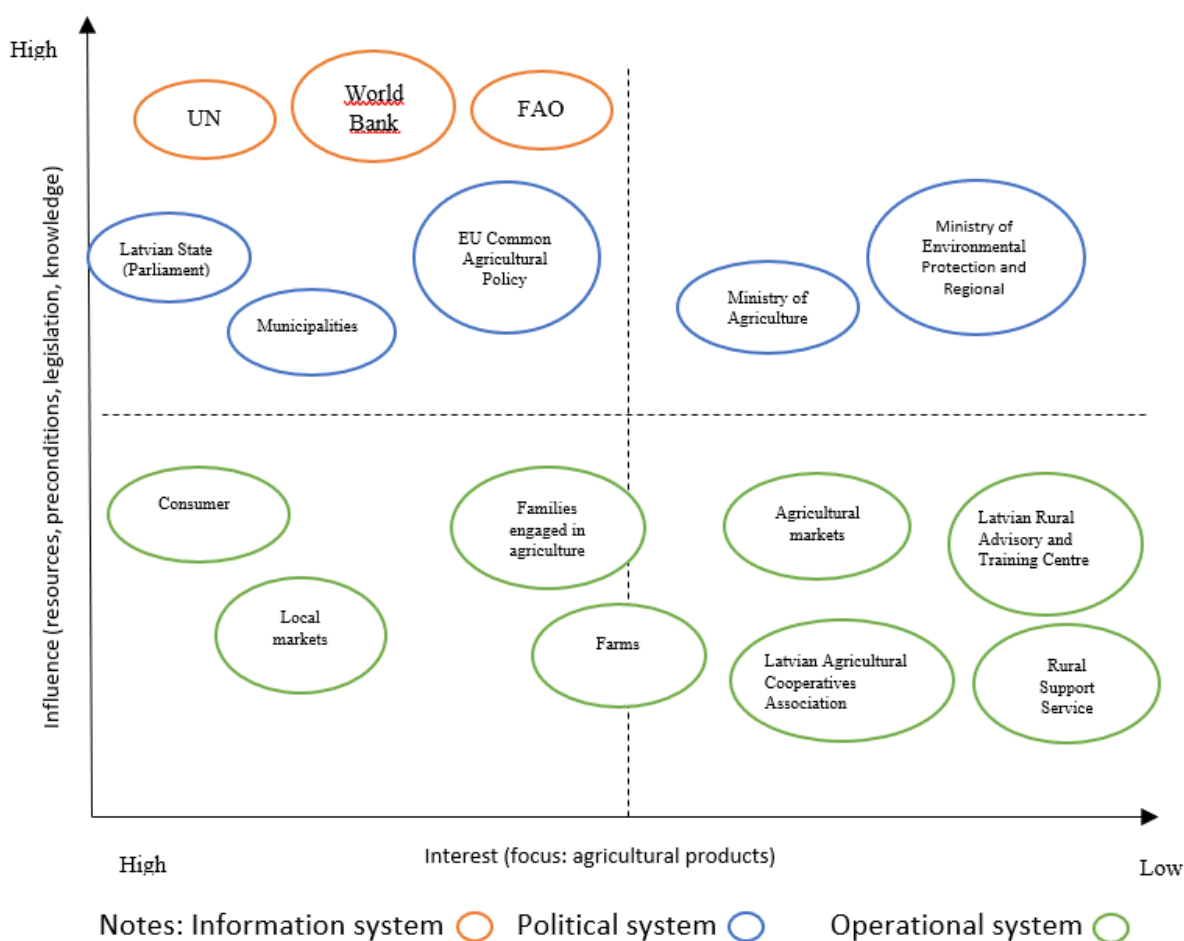 High
UN
World
Bank
FAO
Latvian State
(Parliament)
EU Common
Agricultural
Policy
Municipalities
Ministry of
Agriculture
Ministry of
Environmental
Protection and
Regional
Influence (resources, preconditions, legislation, knowledge)
Consumer
Families
engaged in
agriculture
Agricultural
markets
Latvian Rural
Advisory and
Training Centre
Local
markets
Farms
Latvian Agricultural
Cooperatives
Association
Rural
Support
Service
High
Interest (focus: agricultural products)
Low
Notes: Information system
Political system
Operational system